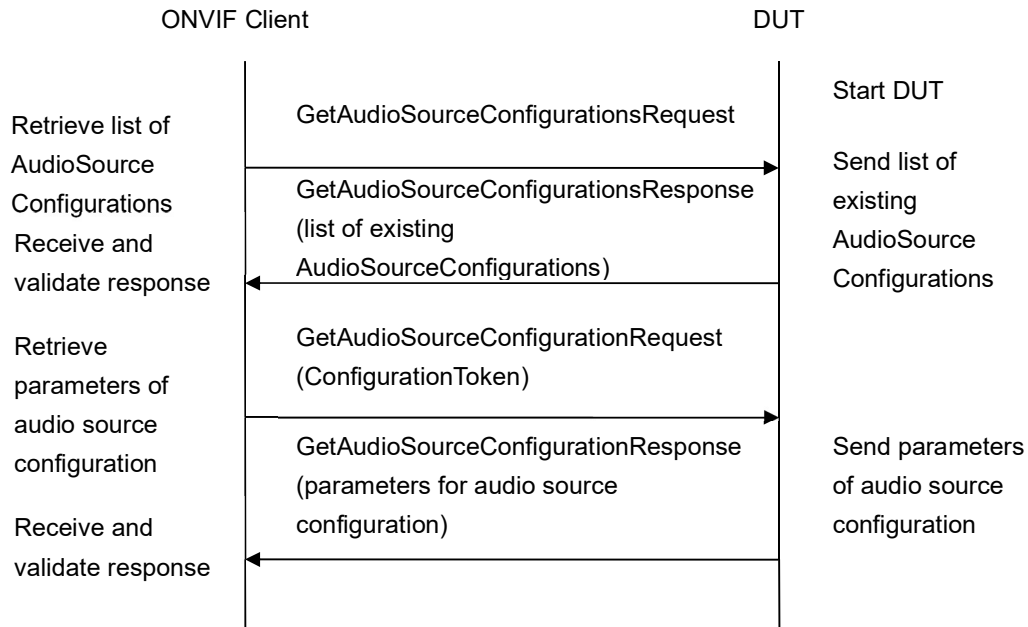 ONVIF Client
DUT
Start DUT
Retrieve list of
AudioSource
Configurations
GetAudioSourceConfigurationsRequest
Send list of
existing
AudioSource
Configurations
GetAudioSourceConfigurationsResponse
(list of existing
AudioSourceConfigurations)
Receive and
validate response
Retrieve
parameters of
audio source
configuration
GetAudioSourceConfigurationRequest
(ConfigurationToken)
GetAudioSourceConfigurationResponse
(parameters for audio source
configuration)
Send parameters
of audio source
configuration
Receive and
validate response